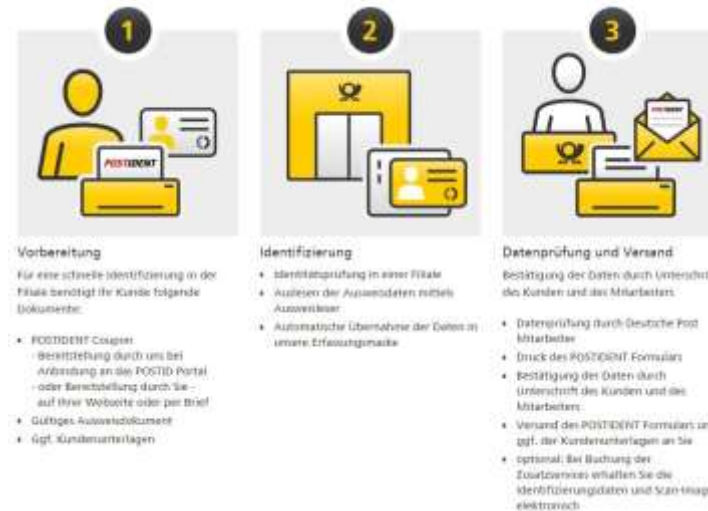 1
2
3
POSTIDENT
POSTIDENT
Vorbereitung
Für eine schnelle Identifizierung in der
Filiale benötigt Ihr Kunde folgende
Dokumente:
POSTIDENT Coupon
- Bereitstellung durch uns bei
Anbindung an das POSTID Portal
- oder Bereitstellung durch Sie -
auf Ihrer Webseite oder per Brief
Gültiges Ausweisdokument
Ggf. Kundenunterlagen
Identifizierung
Identitätsprüfung in einer Filiale
Auslesen der Ausweisdaten mittels
Ausweisleser
Automatische Übernahme der Daten in
unsere Erfassungsmaske
Datenprüfung und Versand
Bestätigung der Daten durch Unterschrif
des Kunden und des Mitarbeiters
Datenprüfung durch Deutsche Post
Mitarbeiter
Druck des POSTIDENT Formulars
Bestätigung der Daten durch
Unterschrift des Kunden und des
Mitarbeiters
Versand des POSTIDENT Formulars un
ggf. der Kundenunterlagen an Sie
optional: Bei Buchung der
Zusatzservices erhalten Sie die
Identifizierungsdaten und Scan-Imag
elektronisch